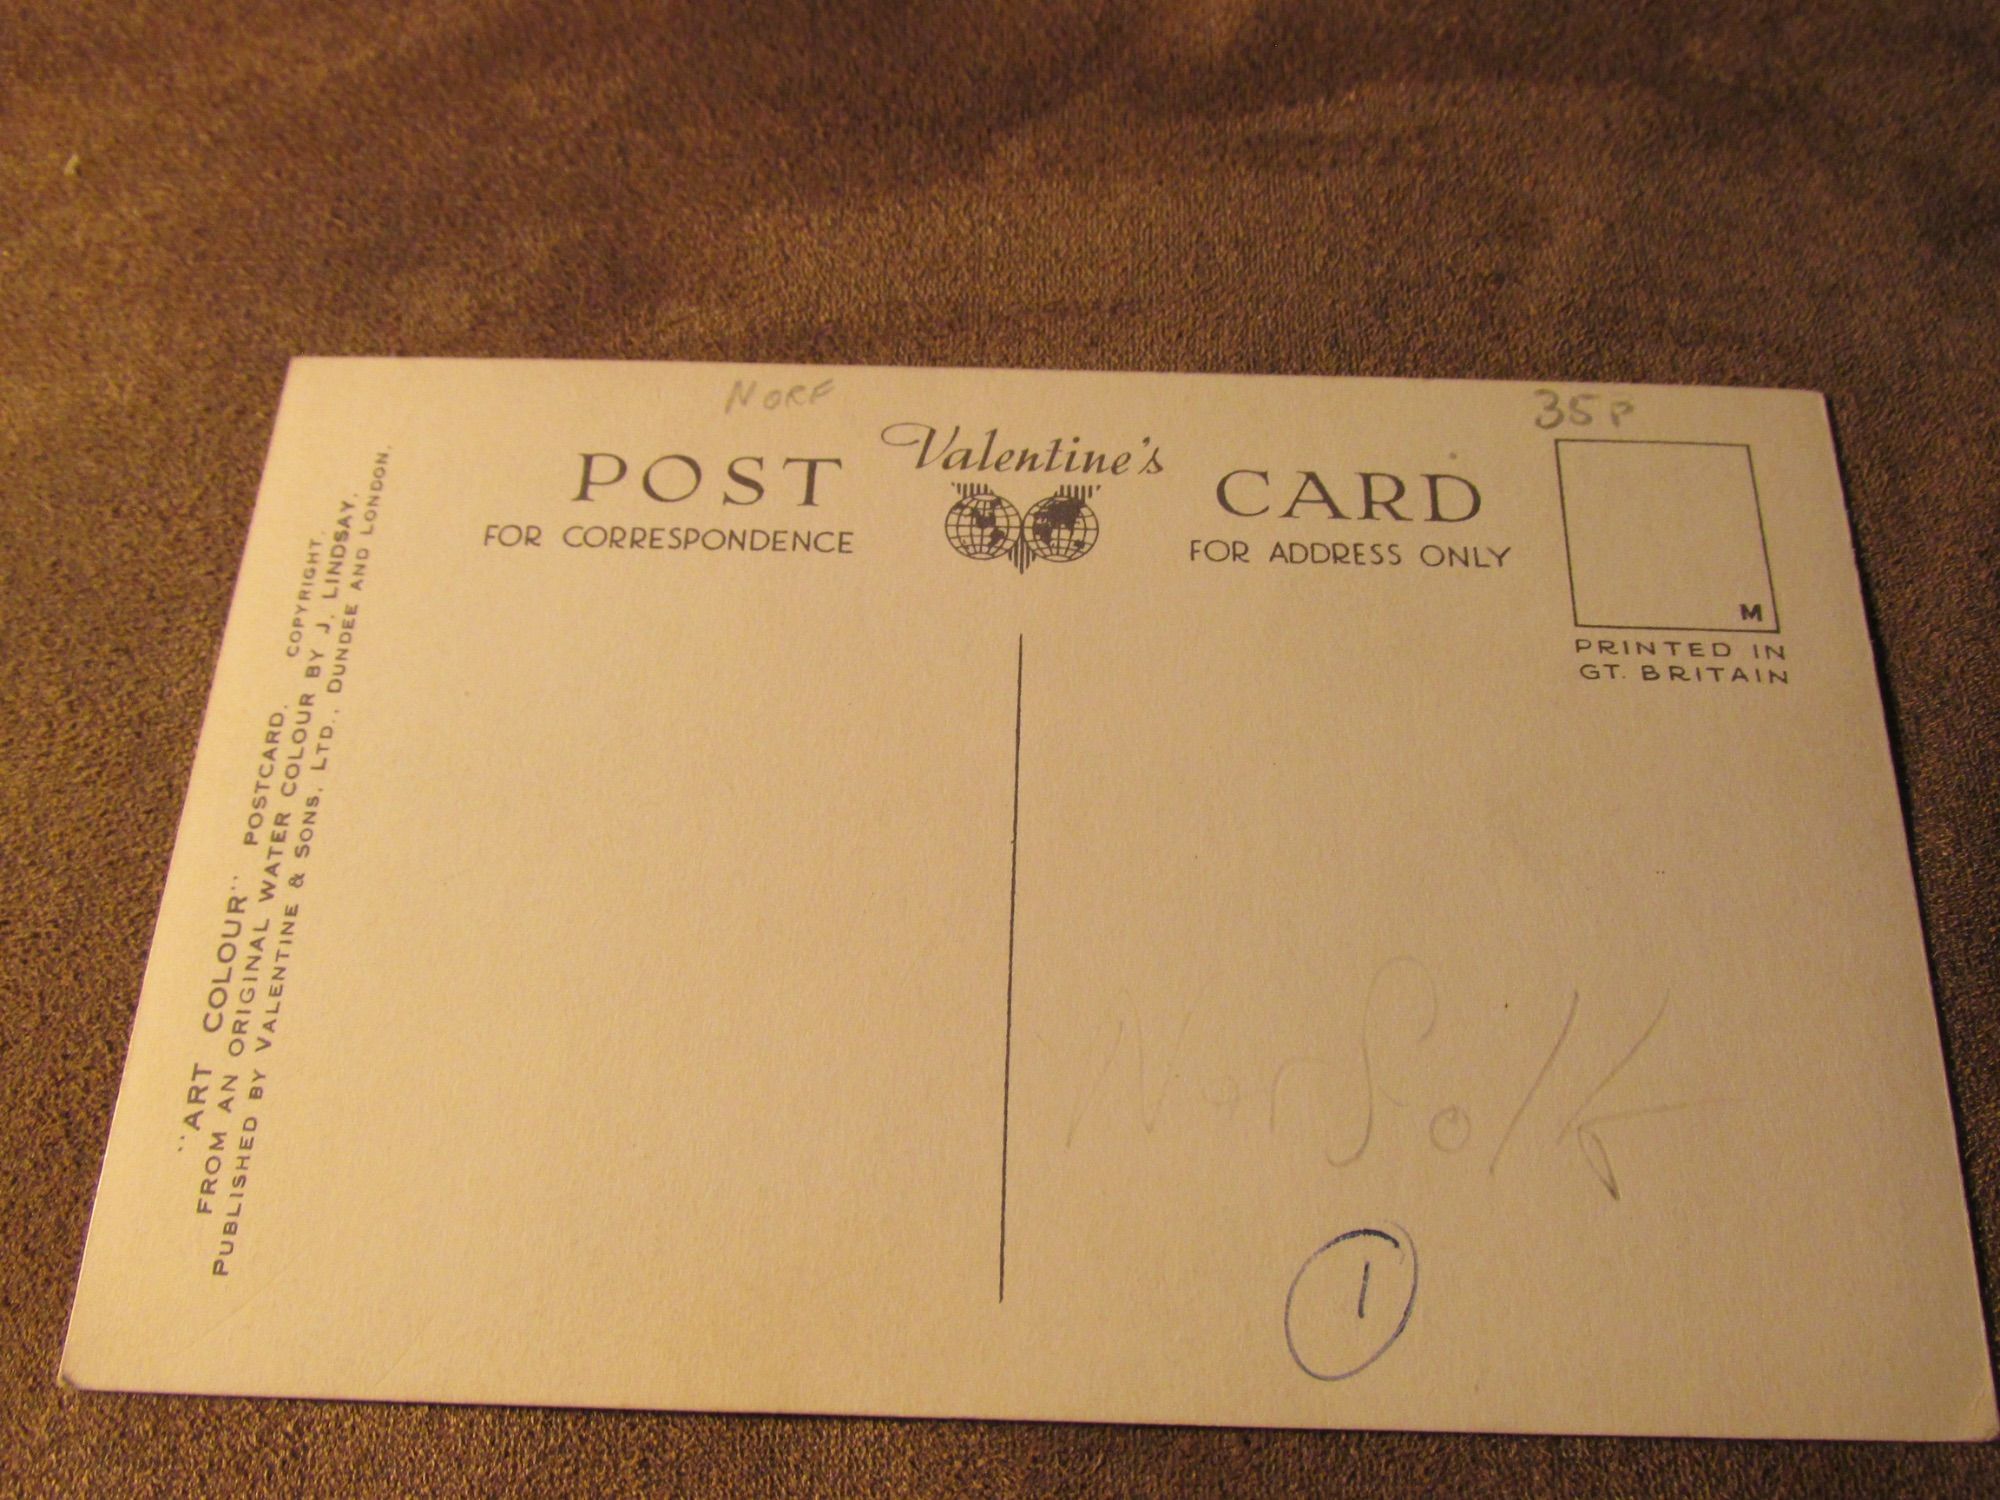 NORF
35P
Valentine's
POST CARD
FOR CORRESPONDENCE
FOR ADDRESS ONLY
M
PRINTED IN
GT. BRITAIN
"ART COLOUR" POSTCARD. COPYRIGHT.
FROM AN ORIGINAL WATER COLOUR BY J. LINDSAY.
PUBLISHED BY VALENTINE & SONS, LTD., DUNDEE AND LONDON.
Norfolk
1